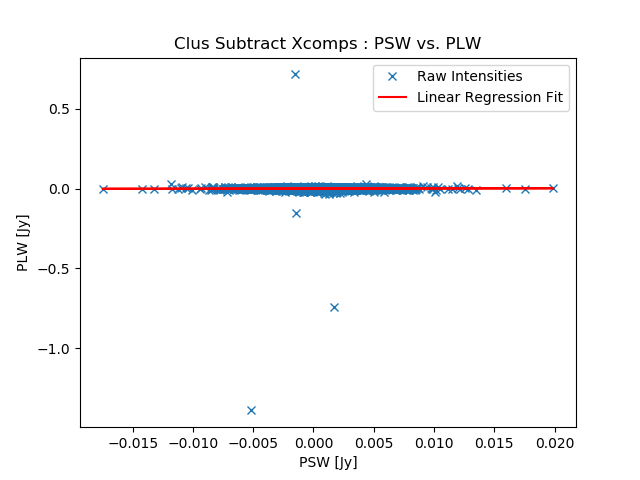 Clus Subtract Xcomps : PSW vs. PLW
Raw Intensities
Linear Regression Fit
PLW [Jy]
0.5
0.0
−0.5
−1.0
−0.015 −0.010 −0.005 0.000 0.005 0.010 0.015 0.020
PSW [Jy]